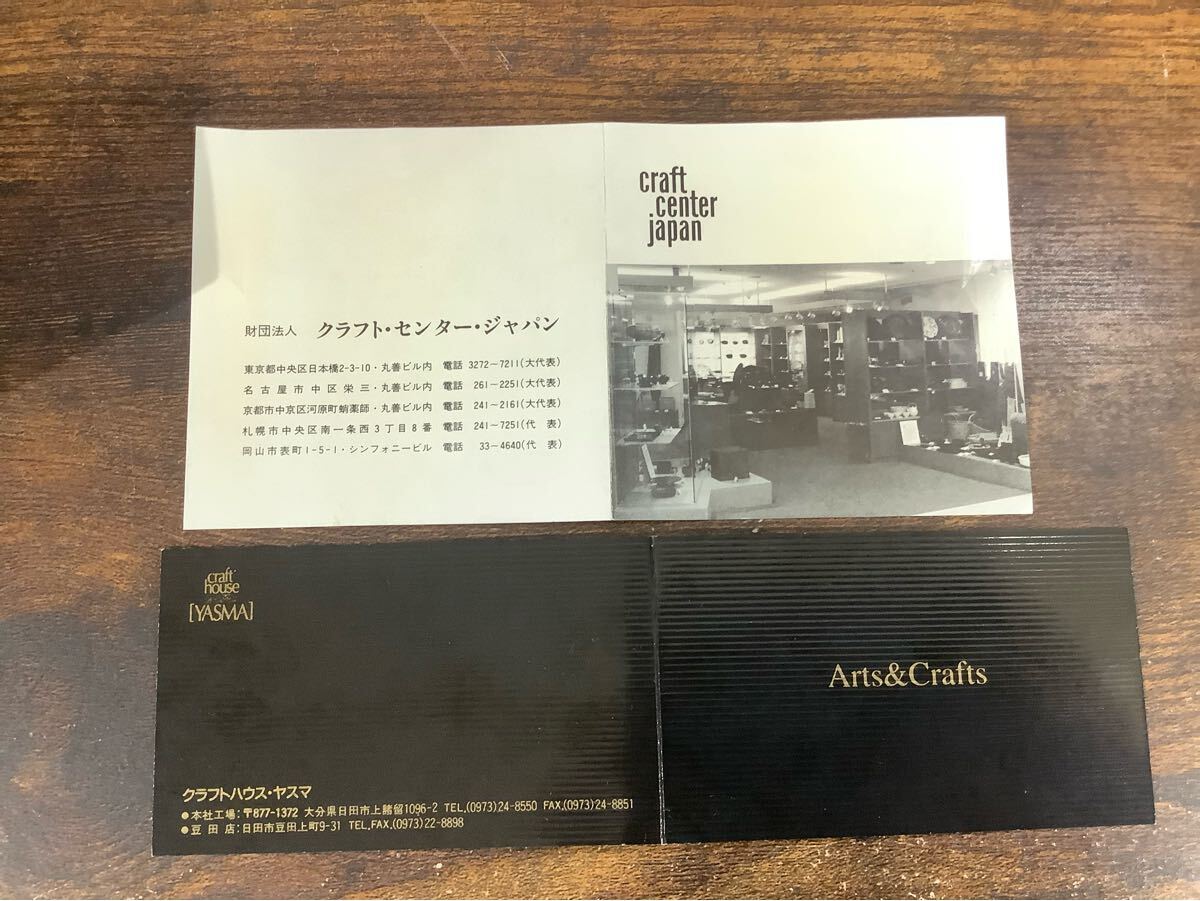 craft
center
japan
財団法人 クラフト・センター・ジャパン
東京都中央区日本橋2-3-10・丸善ビル内 電話 3272〜7211(大代表)
名古屋市中区栄三・丸善ビル内 電話 261〜2251(大代表)
京都市中京区河原町蛸薬師・丸善ビル内 電話 241〜2161(大代表)
札幌市中央区南一条西3丁目8番 電話 241〜7251(代表)
岡山市表町1-5-1・シンフォニービル 電話 33〜4640(代表)
craft
house
[YASMA]
Arts&Crafts
クラフトハウス・ヤスマ
●本社工場:〒877-1372 大分県日田市上諸留1096-2 TEL,(0973)24-8550 FAX,(0973)24-8851
●豆田店:日田市豆田上町9-31 TEL,FAX,(0973)22-8898